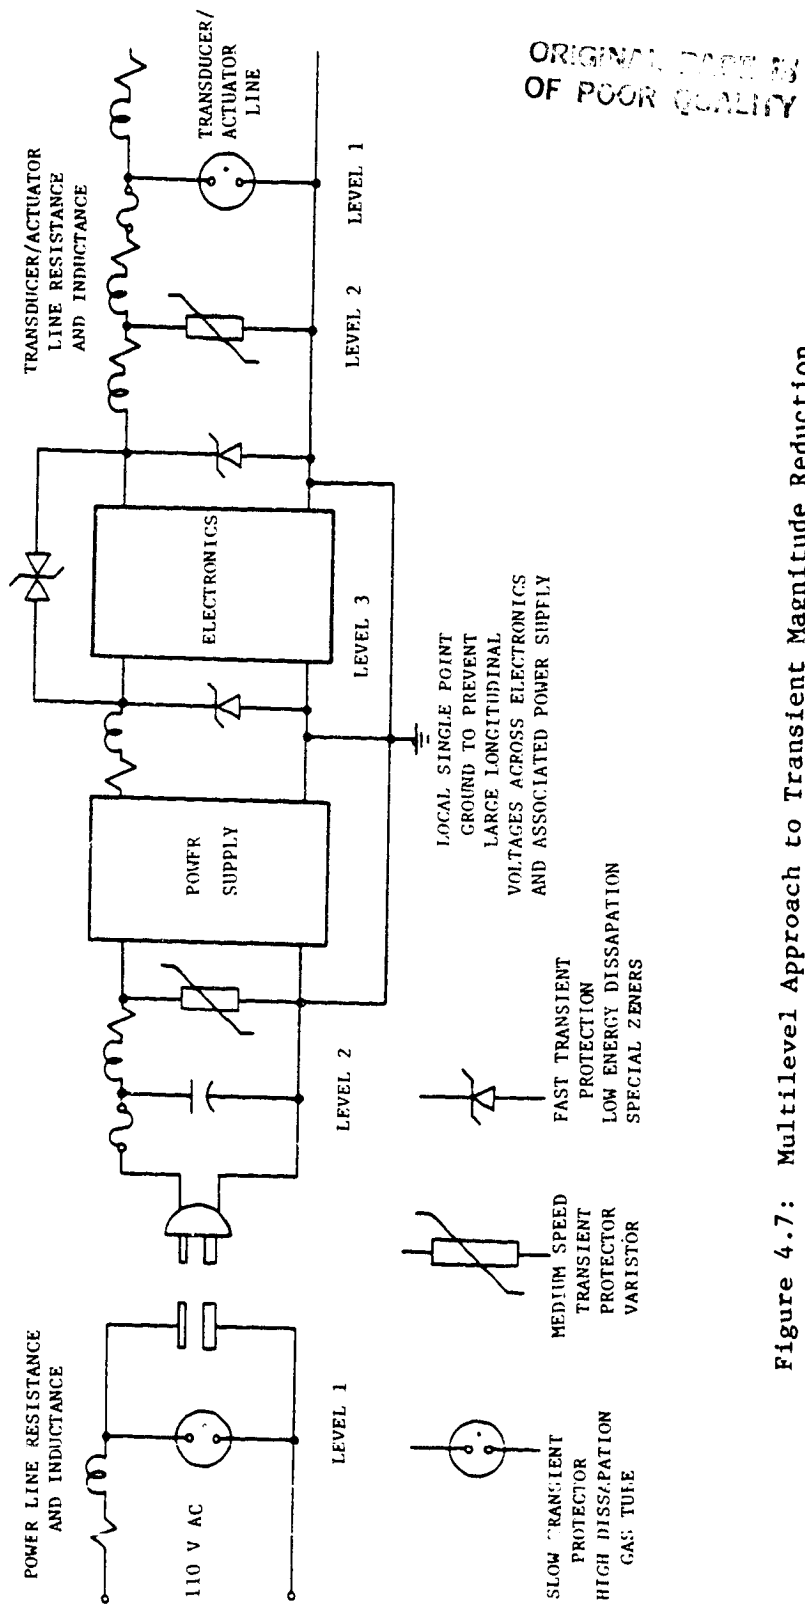 ORIGINAL PAGE IS
OF POOR QUALITY
POWER LINE RESISTANCE
AND INDUCTANCE
110 V AC
LEVEL 1
LEVEL 2
POWER
SUPPLY
LEVEL 3
ELECTRONICS
TRANSDUCER/ACTUATOR
LINE RESISTANCE
AND INDUCTANCE
LEVEL 2
LEVEL 1
TRANSDUCER/
ACTUATOR
LINE
LOCAL SINGLE POINT
GROUND TO PREVENT
LARGE LONGITUDINAL
VOLTAGES ACROSS ELECTRONICS
AND ASSOCIATED POWER SUPPLY
SLOW TRANSIENT
PROTECTOR
HIGH DISSAPATION
GAS TUBE
MEDIUM SPEED
TRANSIENT
PROTECTOR
VARISTOR
FAST TRANSIENT
PROTECTION
LOW ENERGY DISSAPATION
SPECIAL ZENERS
Figure 4.7: Multilevel Approach to Transient Magnitude Reduction